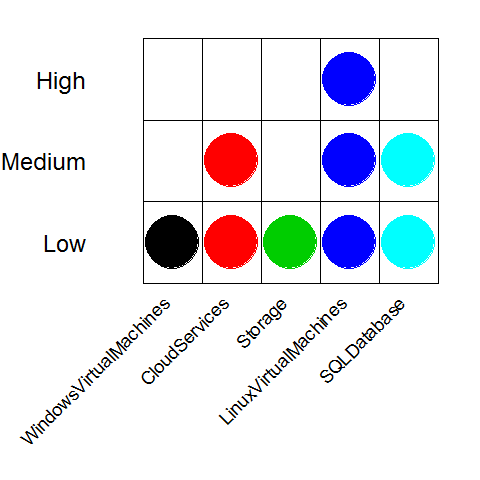 High
Medium
Low
WindowsVirtualMachines
CloudServices
Storage
LinuxVirtualMachines
SQLDatabase